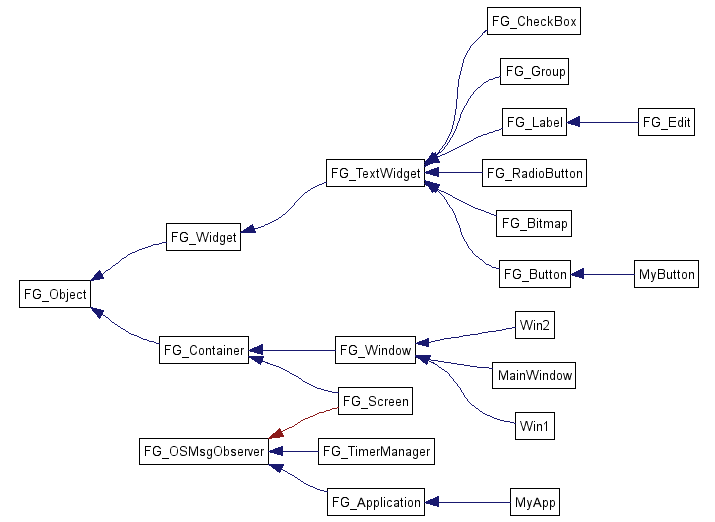 FG_CheckBox
FG_Group
FG_Label
FG_Edit
FG_TextWidget
FG_RadioButton
FG_Bitmap
FG_Widget
FG_Button
MyButton
FG_Object
Win2
FG_Container
FG_Window
MainWindow
FG_Screen
Win1
FG_OSMsgObserver
FG_TimerManager
FG_Application
MyApp